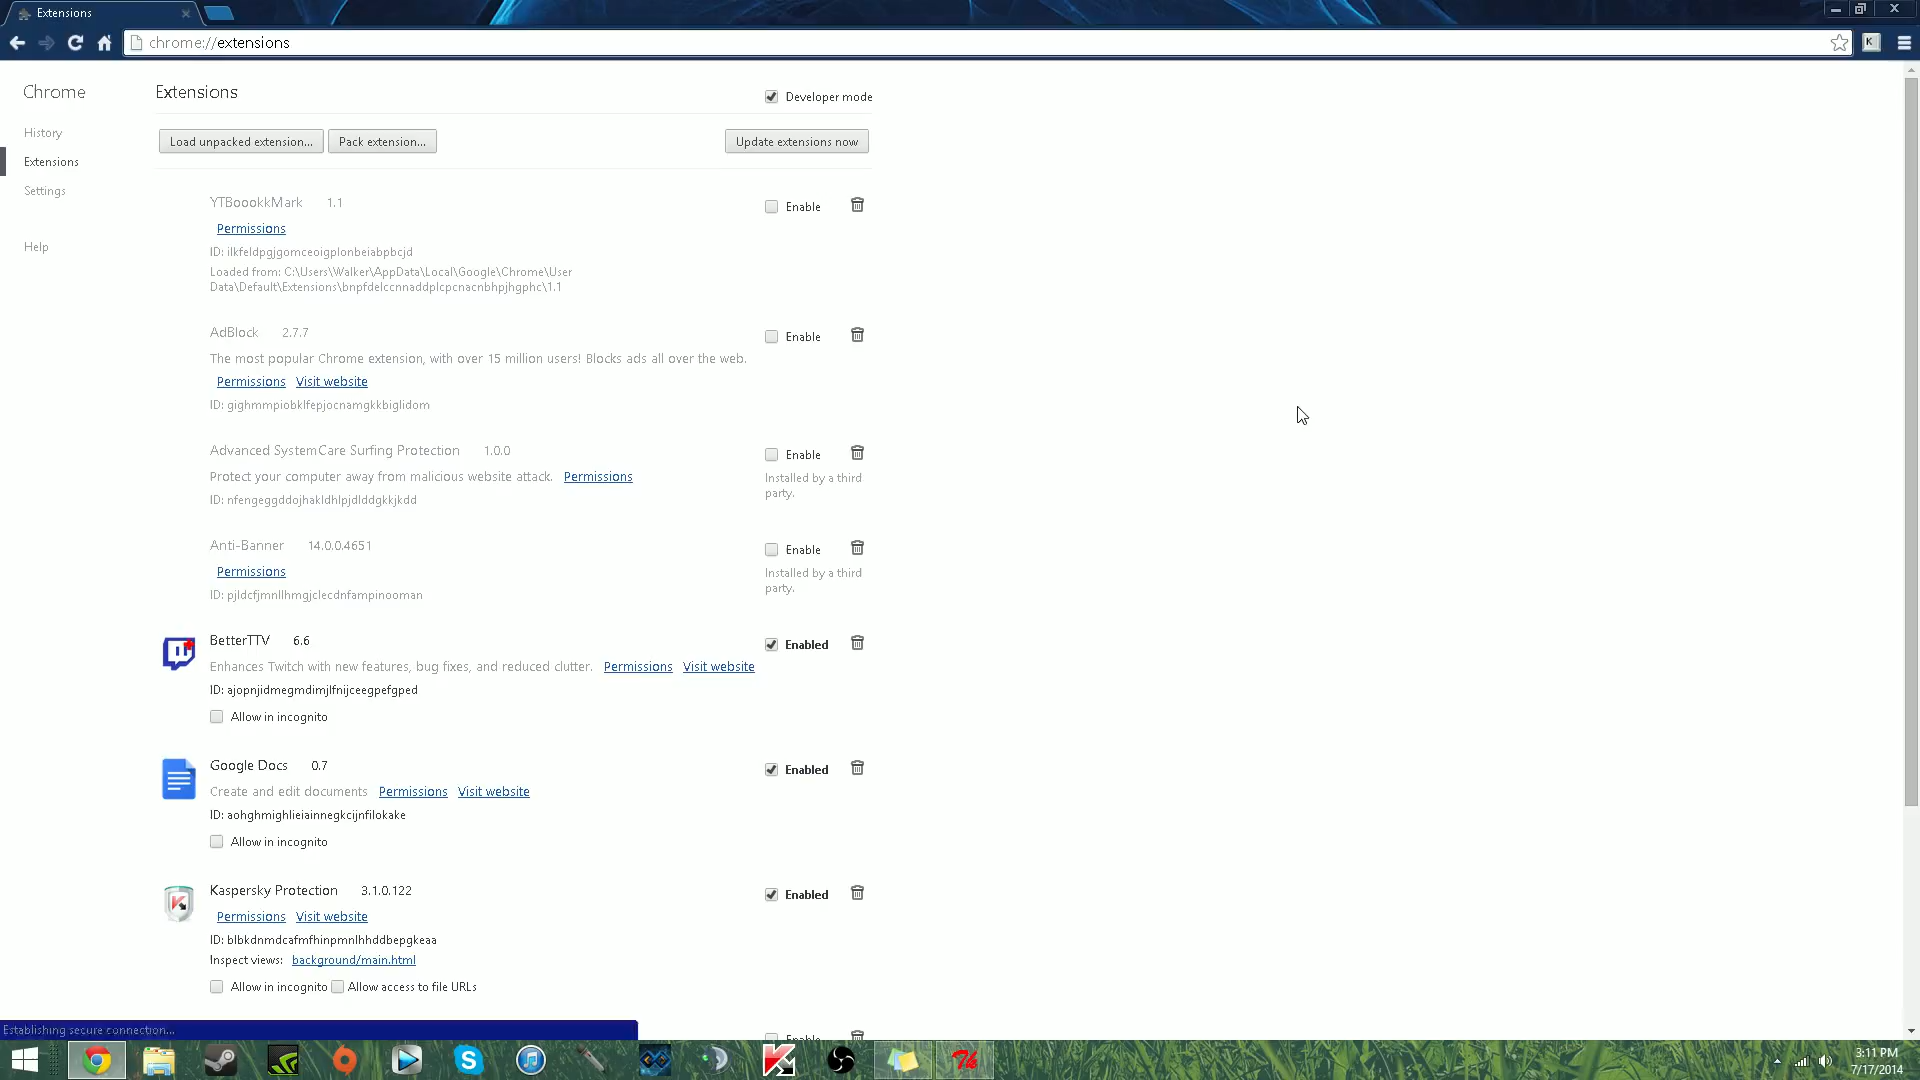 Extensions
chrome://extensions
K
Chrome
Extensions
Developer mode
History
Load unpacked extension...
Pack extension...
Update extensions now
Extensions
Settings
Help
YTBoookkMark 1.1
Enable
Permissions
ID: ilkfeldpgjgomceoigplonbeiabpbcjd
Loaded from: C:\Users\Walker\AppData\Local\Google\Chrome\User
Data\Default\Extensions\bnpfdelccnnaddplcpcnacnbhpjhgphc\1.1
AdBlock 2.7.7
Enable
The most popular Chrome extension, with over 15 million users! Blocks ads all over the web.
Permissions Visit website
ID: gighmmpiobklfepjocnamgkkbiglidom
Advanced SystemCare Surfing Protection 1.0.0
Enable
Protect your computer away from malicious website attack. Permissions
Installed by a third
party.
ID: nfengeggddojhakldhlpjdlddgkkjkdd
Anti-Banner 14.0.0.4651
Enable
Permissions
Installed by a third
party.
ID: pjldcfjmnllhmgjclecdnfampinooman
BetterTTV 6.6
Enabled
Enhances Twitch with new features, bug fixes, and reduced clutter. Permissions Visit website
ID: ajopnjidmegmdimjlfnijceegpefgped
Allow in incognito
Google Docs 0.7
Enabled
Create and edit documents Permissions Visit website
ID: aohghmighlieiainnegkcijnfilokake
Allow in incognito
Kaspersky Protection 3.1.0.122
Enabled
Permissions Visit website
ID: blbkdnmdcafmfhinpmnlhhddbepgkeaa
Inspect views: background/main.html
Allow in incognito Allow access to file URLs
Establishing secure connection...
Enable
3:11 PM
7/17/2014